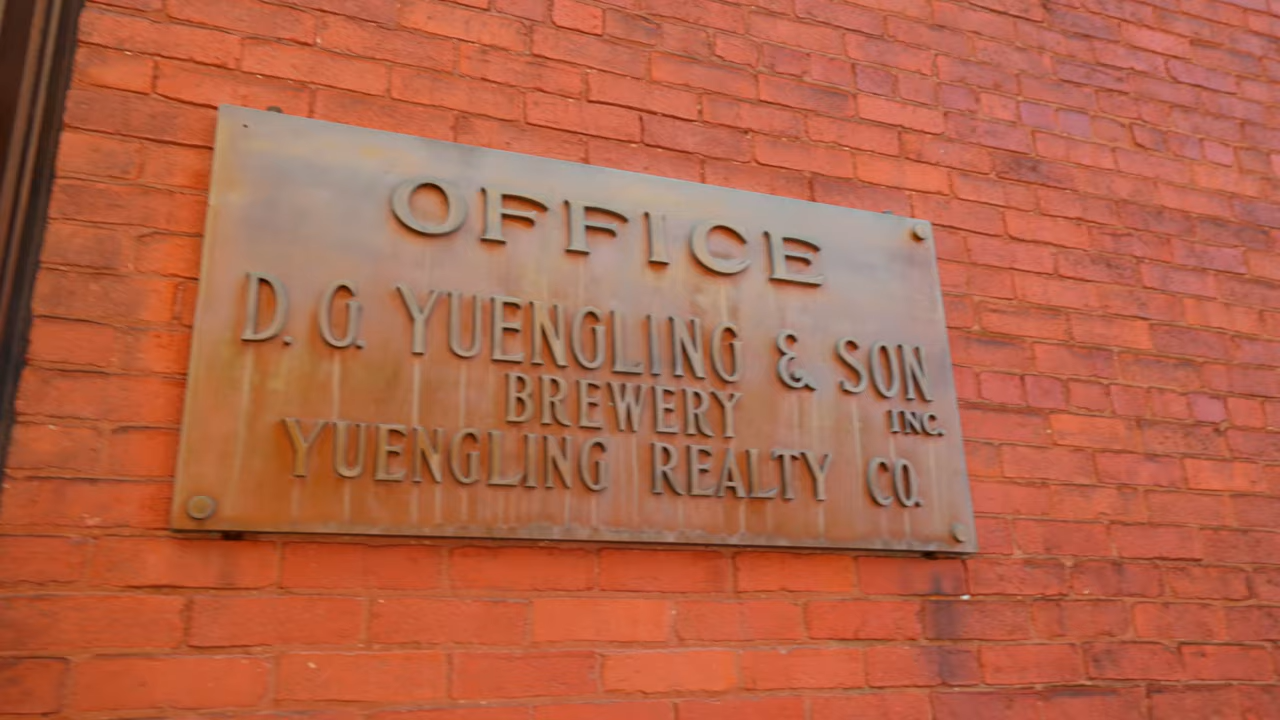 OFFICE
D. G. YUENGLING & SON
INC.
BREWERY
YUENGLING REALTY CO.